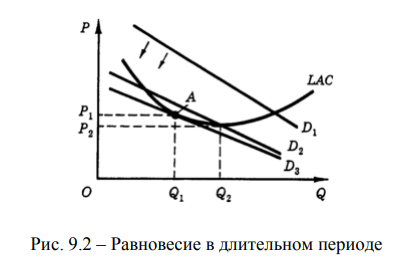 P
LAC
A
P₁
P₂
D₁
D₂
D₃
O
Q₁
Q₂
Q
Рис. 9.2 – Равновесие в длительном периоде